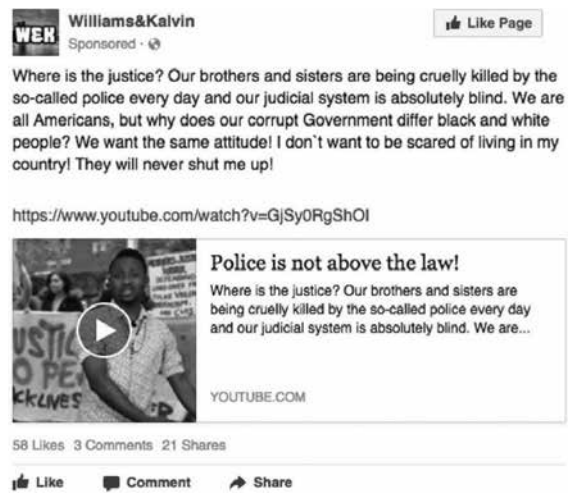 WEK
Williams&Kalvin
Like Page
Sponsored ·
Where is the justice? Our brothers and sisters are being cruelly killed by the
so-called police every day and our judicial system is absolutely blind. We are
all Americans, but why does our corrupt Government differ black and white
people? We want the same attitude! I don`t want to be scared of living in my
country! They will never shut me up!
https://www.youtube.com/watch?v=GjSy0RgShOI
Police is not above the law!
Where is the justice? Our brothers and sisters are
being cruelly killed by the so-called police every day
and our judicial system is absolutely blind. We are...
YOUTUBE.COM
58 Likes 3 Comments 21 Shares
Like Comment Share